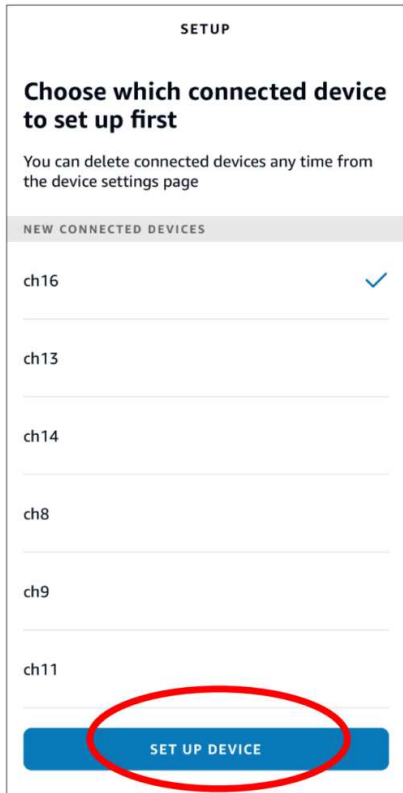 SETUP
Choose which connected device
to set up first
You can delete connected devices any time from
the device settings page
NEW CONNECTED DEVICES
ch16
ch13
ch14
ch8
ch9
ch11
SET UP DEVICE